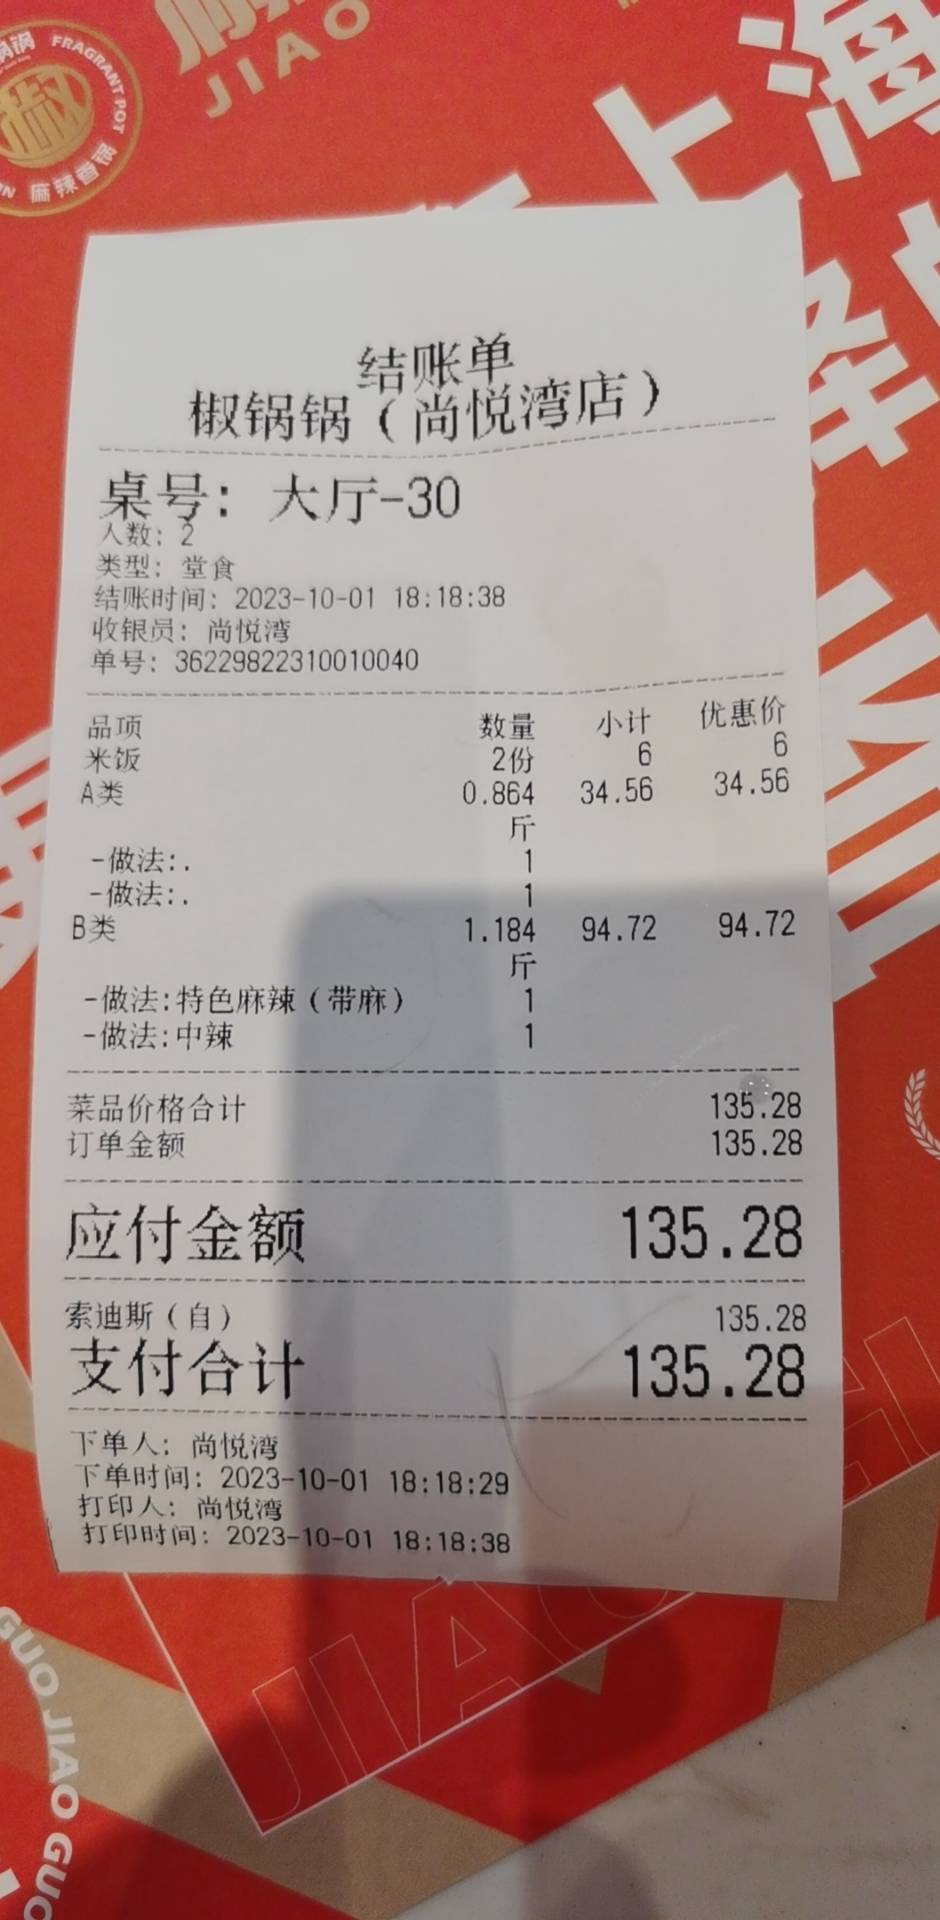 FRAGRANT POT
麻辣香锅
JIAO
上海
结账单
椒锅锅（尚悦湾店）
桌号： 大厅-30
人数: 2
类型: 堂食
结账时间: 2023-10-01 18:18:38
收银员: 尚悦湾
单号: 36229822310010040
品项 数量 小计 优惠价
米饭 2份 6 6
A类 0.864 34.56 34.56
斤
-做法:. 1
-做法:. 1
B类 1.184 94.72 94.72
斤
-做法:特色麻辣（带麻） 1
-做法:中辣 1
菜品价格合计 135.28
订单金额 135.28
应付金额 135.28
索迪斯（自） 135.28
支付合计 135.28
下单人: 尚悦湾
下单时间: 2023-10-01 18:18:29
打印人: 尚悦湾
打印时间: 2023-10-01 18:18:38
JIAO
GUO JIAO GUO